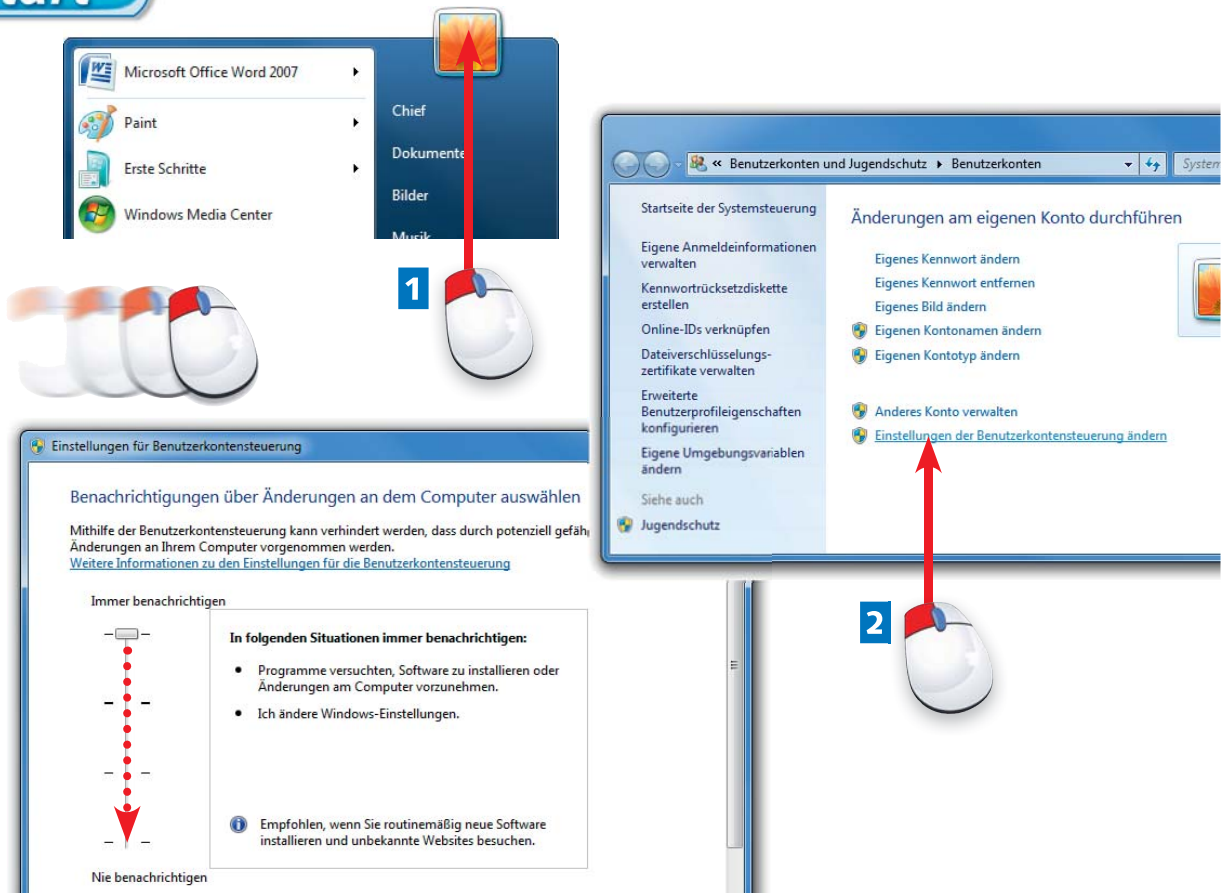 Microsoft Office Word 2007
Paint
Erste Schritte
Windows Media Center
Chief
Dokumente
Bilder
Musik
1
Benutzerkonten und Jugendschutz Benutzerkonten
System
Startseite der Systemsteuerung
Eigene Anmeldeinformationen
verwalten
Kennwortrücksetzdiskette
erstellen
Online-IDs verknüpfen
Dateiverschlüsselungs-
zertifikate verwalten
Erweiterte
Benutzerprofileigenschaften
konfigurieren
Eigene Umgebungsvariablen
ändern
Siehe auch
Jugendschutz
Änderungen am eigenen Konto durchführen
Eigenes Kennwort ändern
Eigenes Kennwort entfernen
Eigenes Bild ändern
Eigenen Kontonamen ändern
Eigenen Kontotyp ändern
Anderes Konto verwalten
Einstellungen der Benutzerkontensteuerung ändern
2
Einstellungen für Benutzerkontensteuerung
Benachrichtigungen über Änderungen an dem Computer auswählen
Mithilfe der Benutzerkontensteuerung kann verhindert werden, dass durch potenziell gefäh
Änderungen an Ihrem Computer vorgenommen werden.
Weitere Informationen zu den Einstellungen für die Benutzerkontensteuerung
Immer benachrichtigen
In folgenden Situationen immer benachrichtigen:
• Programme versuchten, Software zu installieren oder
Änderungen am Computer vorzunehmen.
• Ich ändere Windows-Einstellungen.
Empfohlen, wenn Sie routinemäßig neue Software
installieren und unbekannte Websites besuchen.
Nie benachrichtigen